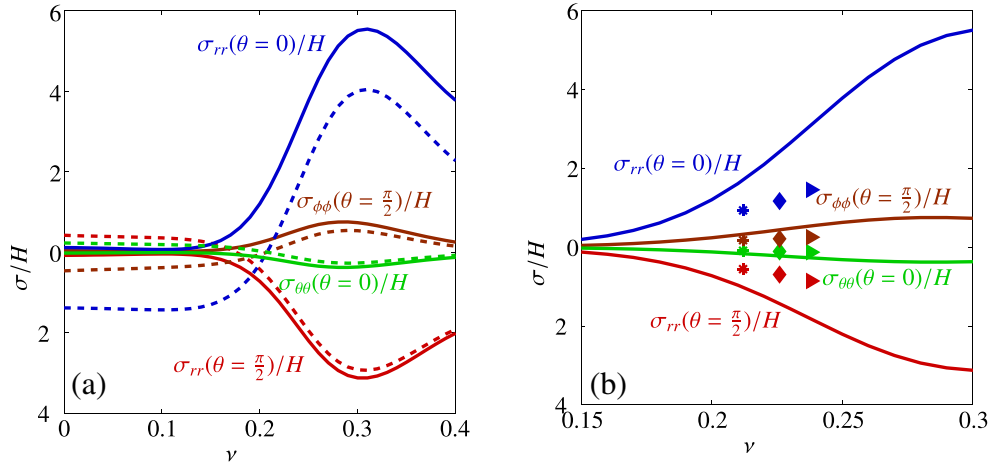 6
4
2
0
2
4
σ/H
σrr(θ = 0)/H
σϕϕ(θ = π/2)/H
σθθ(θ = 0)/H
σrr(θ = π/2)/H
(a)
0 0.1 0.2 0.3 0.4
ν
6
4
2
0
2
4
σ/H
σrr(θ = 0)/H
σϕϕ(θ = π/2)/H
σθθ(θ = 0)/H
σrr(θ = π/2)/H
(b)
0.15 0.2 0.25 0.3
ν